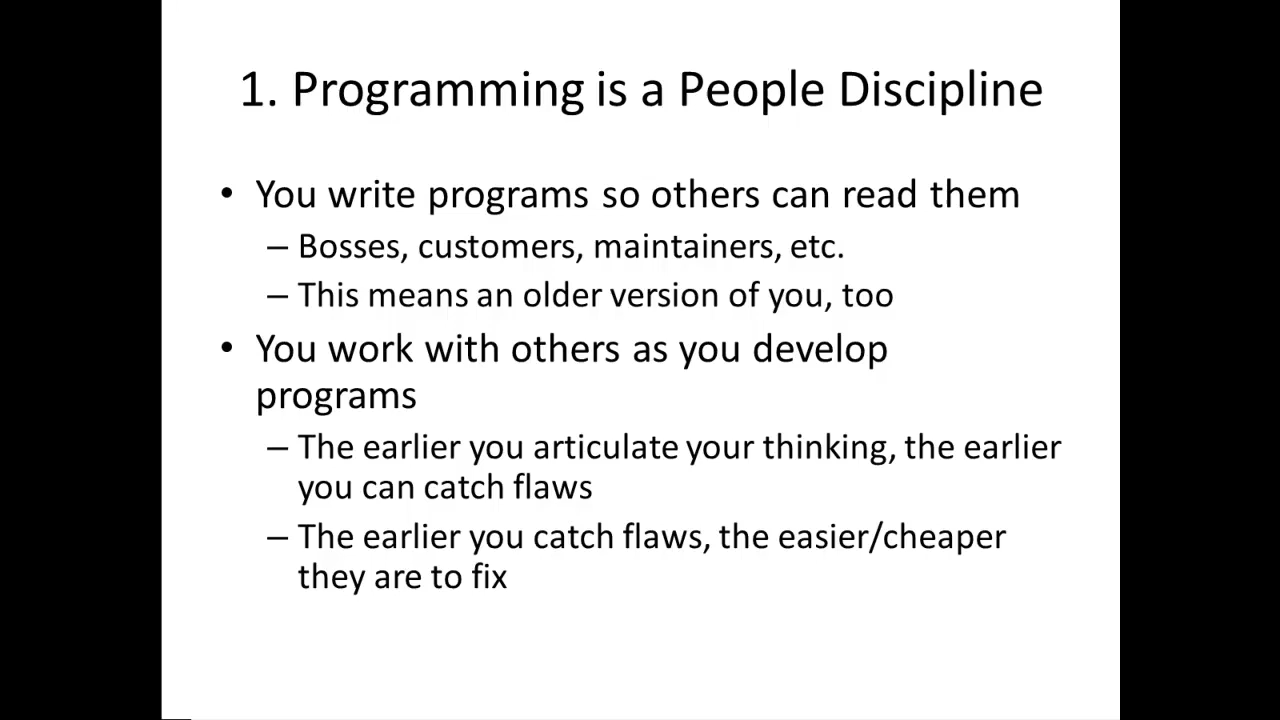 1. Programming is a People Discipline
• You write programs so others can read them
– Bosses, customers, maintainers, etc.
– This means an older version of you, too
• You work with others as you develop
programs
– The earlier you articulate your thinking, the earlier
you can catch flaws
– The earlier you catch flaws, the easier/cheaper
they are to fix